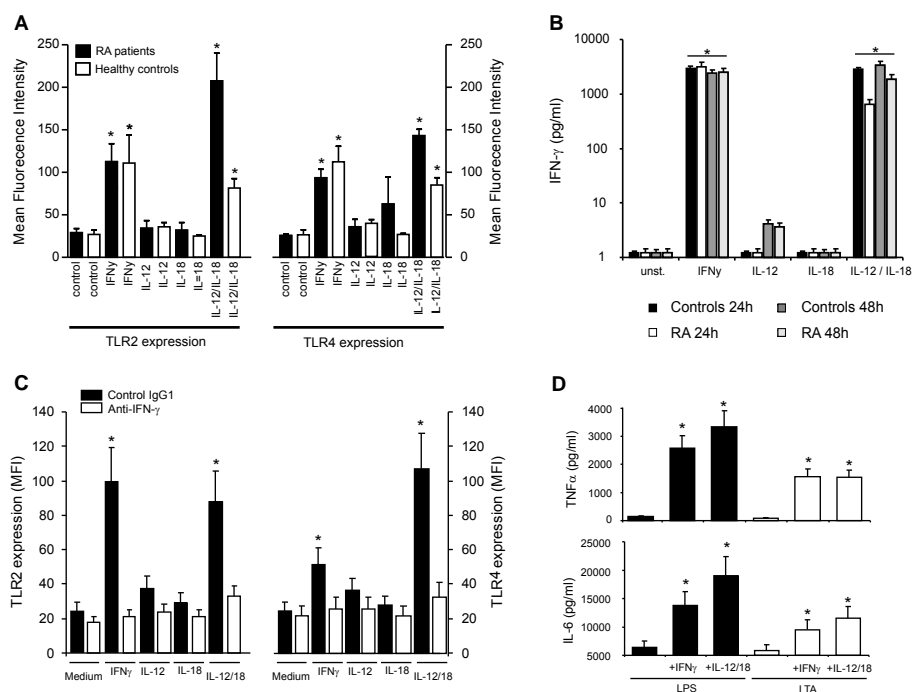 A
RA patients
Healthy controls
Mean Fluorescence Intensity
250
200
150
100
50
0
250
200
150
100
50
0
Mean Fluorescence Intensity
* * * *
* * * *
control
control
IFNy
IFNy
IL-12
IL-12
IL-18
IL=18
IL-12/IL-18
IL-12/IL-18
control
control
IFNy
IFNy
IL-12
IL-12
IL-18
IL-18
IL-12/IL-18
IL-12/IL-18
TLR2 expression
TLR4 expression
B
IFN-γ (pg/ml)
10000
1000
10
1
* *
unst. IFNy IL-12 IL-18 IL-12 / IL-18
Controls 24h Controls 48h
RA 24h RA 48h
C
Control IgG1
Anti-IFN-γ
TLR2 expression (MFI)
140
120
100
80
60
40
20
0
140
120
100
80
60
40
20
0
TLR4 expression (MFI)
* *
* *
Medium IFNγ IL-12 IL-18 IL-12/18
Medium IFNγ IL-12 IL-18 IL-12/18
D
TNFα (pg/ml)
4000
3000
2000
1000
0
* * * *
IL-6 (pg/ml)
25000
20000
15000
10000
5000
* * * *
+IFNγ +IL-12/18 +IFNγ +IL-12/18
LPS LTA